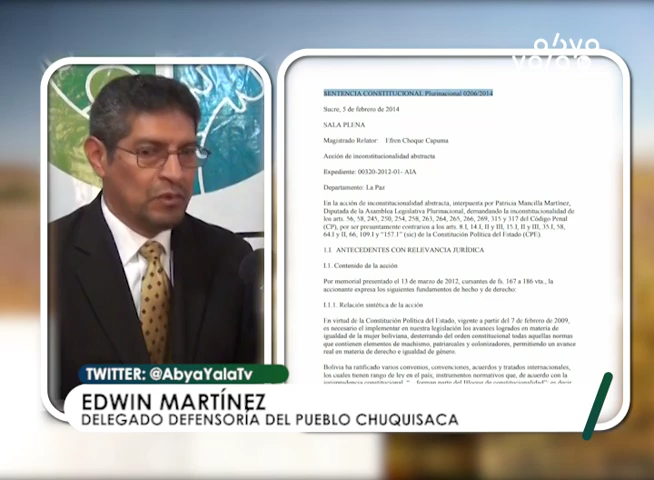 abya
yala
SENTENCIA CONSTITUCIONAL Plurinacional 0206/2014
Sucre, 5 de febrero de 2014
SALA PLENA
Magistrado Relator: Efren Choque Capuma
Acción de inconstitucionalidad abstracta
Expediente: 00320-2012-01- AIA
Departamento: La Paz
En la acción de inconstitucionalidad abstracta, interpuesta por Patricia Mancilla Martínez,
Diputada de la Asamblea Legislativa Plurinacional, demandando la inconstitucionalidad de
los arts. 56, 58, 245, 250, 254, 258, 263, 264, 265, 266, 269, 315 y 317 del Código Penal
(CP), por ser presuntamente contrarios a los arts. 8.I, 14.I, II y III, 15.I, II y III, 35.I, 58,
64.I y II, 66, 109.I y "157.1" (sic) de la Constitución Política del Estado (CPE).
I. ANTECEDENTES CON RELEVANCIA JURÍDICA
I.1. Contenido de la acción
Por memorial presentado el 13 de marzo de 2012, cursantes de fs. 167 a 186 vta., la
accionante expresa los siguientes fundamentos de hecho y de derecho:
I.1.1. Relación sintética de la acción
En virtud de la Constitución Política del Estado, vigente a partir del 7 de febrero de 2009,
es necesario el implementar en nuestra legislación los avances logrados en materia de
igualdad de la mujer boliviana, desterrando del orden constitucional todas aquellas normas
que contienen elementos de machismo, patriarcales y colonizadores, permitiendo un avance
real en materia de derecho e igualdad de género.
Bolivia ha ratificado varios convenios, convenciones, acuerdos y tratados internacionales,
los cuales tienen rango de ley en el país; instrumentos normativos que, de acuerdo con la
jurisprudencia constitucional, "…forman parte del bloque de constitucionalidad"; es decir
TWITTER: @AbyaYalaTv
EDWIN MARTÍNEZ
DELEGADO DEFENSORÍA DEL PUEBLO CHUQUISACA